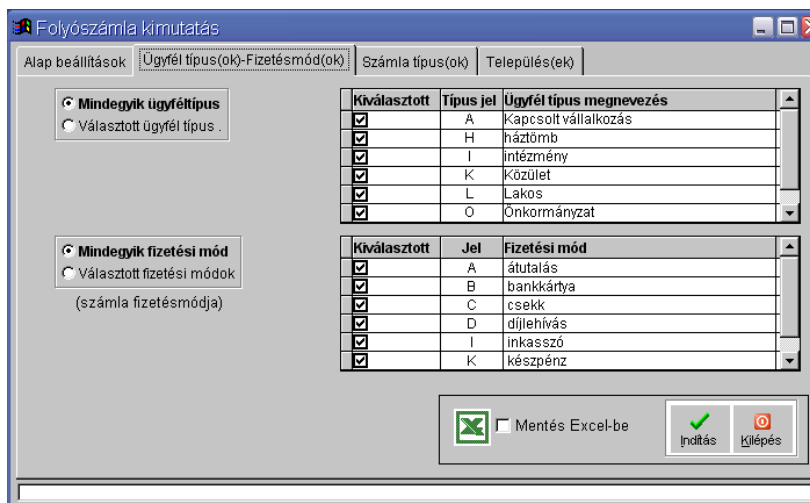 Folyószámla kimutatás
Alap beállítások Ügyfél típus(ok)-Fizetésmód(ok) Számla típus(ok) Település(ek)
Mindegyik ügyféltípus
Választott ügyfél típus .
Kiválasztott Típus jel Ügyfél típus megnevezés
A Kapcsolt vállalkozás
H háztömb
I intézmény
K Közület
L Lakos
O Önkormányzat
Mindegyik fizetési mód
Választott fizetési módok
(számla fizetésmódja)
Kiválasztott Jel Fizetési mód
A átutalás
B bankkártya
C csekk
D díjlehívás
I inkasszó
K készpénz
Mentés Excel-be
Indítás
Kilépés